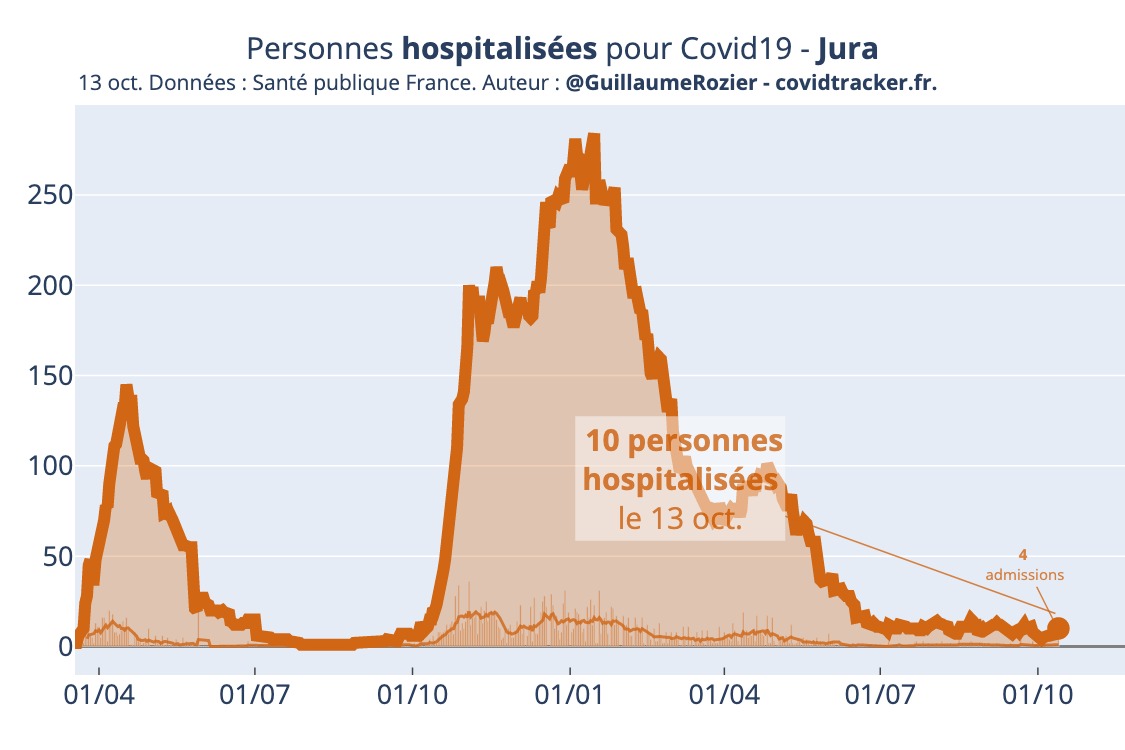 Personnes hospitalisées pour Covid19 - Jura
13 oct. Données : Santé publique France. Auteur : @GuillaumeRozier - covidtracker.fr.
250
200
150
100
50
0
10 personnes
hospitalisées
le 13 oct.
4
admissions
01/04 01/07 01/10 01/01 01/04 01/07 01/10